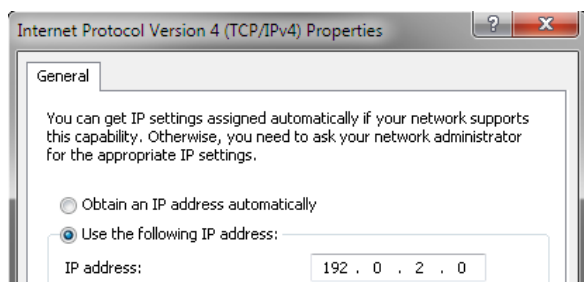 Internet Protocol Version 4 (TCP/IPv4) Properties
?
X
General
You can get IP settings assigned automatically if your network supports
this capability. Otherwise, you need to ask your network administrator
for the appropriate IP settings.
Obtain an IP address automatically
Use the following IP address:
IP address: 192 . 0 . 2 . 0